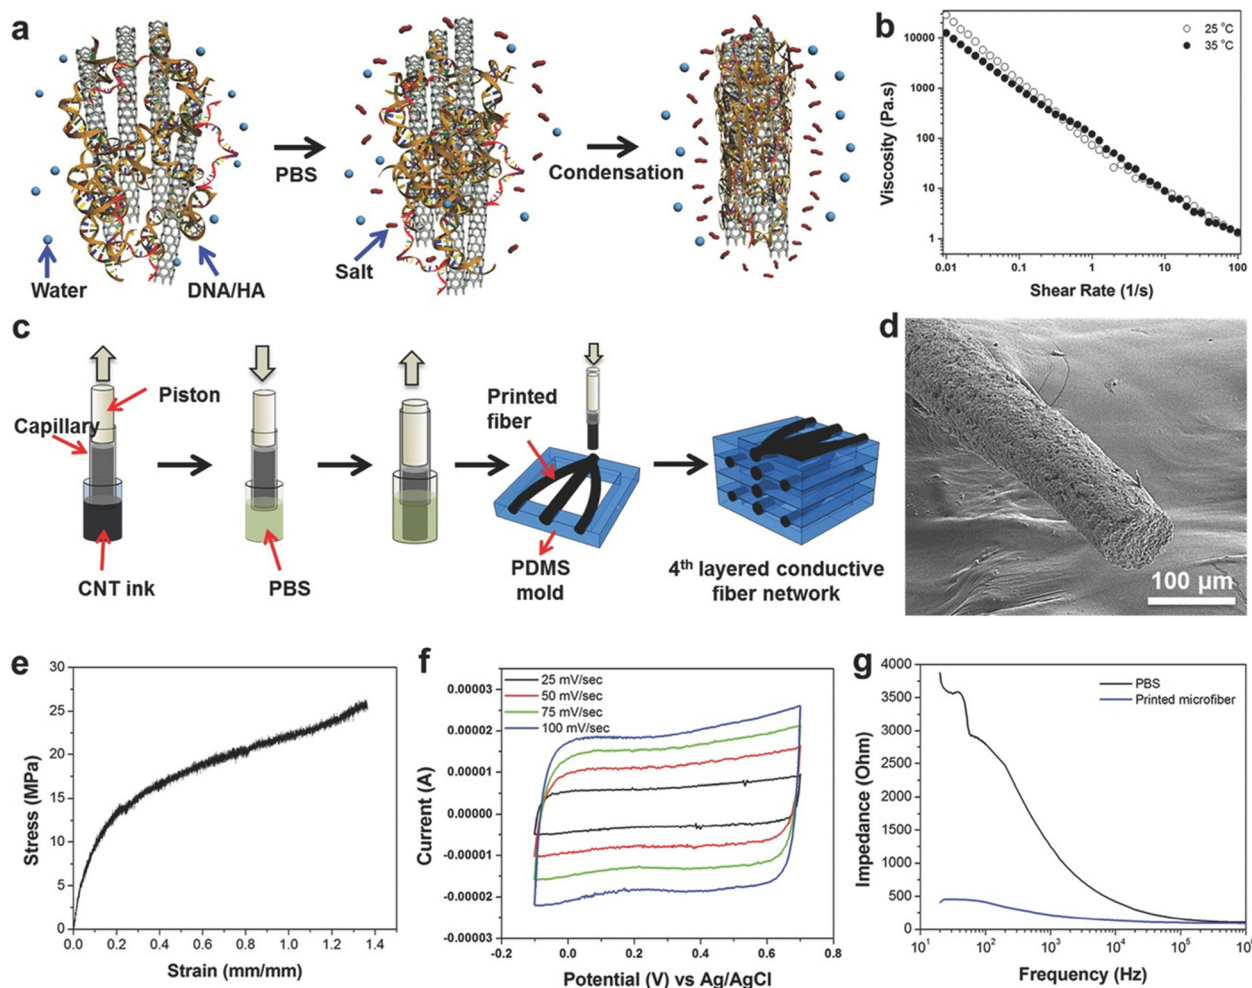 a
PBS
Condensation
Water
DNA/HA
Salt
b
25 °C
35 °C
Viscosity (Pa.s)
10000
1000
100
10
1
0.01
0.1
1
10
100
Shear Rate (1/s)
c
Piston
Capillary
CNT ink
PBS
Printed
fiber
PDMS
mold
4th layered conductive
fiber network
d
100 µm
e
Stress (MPa)
30
25
20
15
10
5
0
0.0
0.2
0.4
0.6
0.8
1.0
1.2
1.4
Strain (mm/mm)
f
25 mV/sec
50 mV/sec
75 mV/sec
100 mV/sec
Current (A)
0.00003
0.00002
0.00001
0.00000
-0.00001
-0.00002
-0.00003
-0.2
0.0
0.2
0.4
0.6
0.8
Potential (V) vs Ag/AgCl
g
PBS
Printed microfiber
Impedance (Ohm)
4000
3500
3000
2500
2000
1500
1000
500
0
10¹
10²
10³
10⁴
10⁵
10⁶
Frequency (Hz)